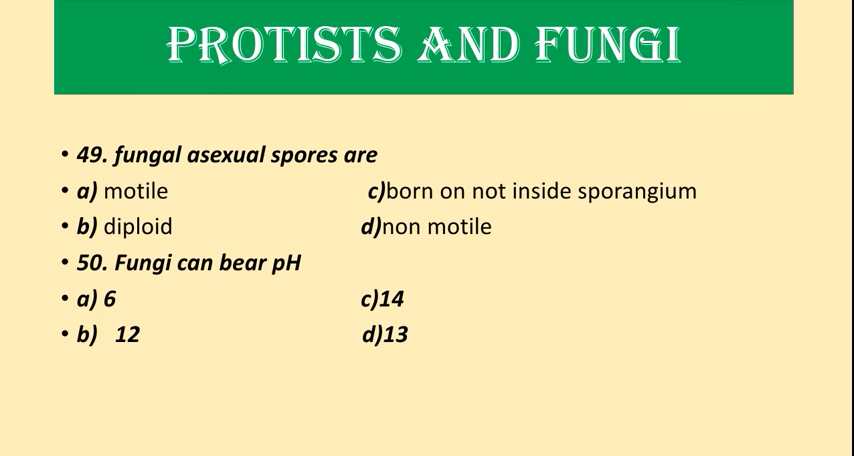 PROTISTS AND FUNGI
• 49. fungal asexual spores are
• a) motile c)born on not inside sporangium
• b) diploid d)non motile
• 50. Fungi can bear pH
• a) 6 c)14
• b) 12 d)13